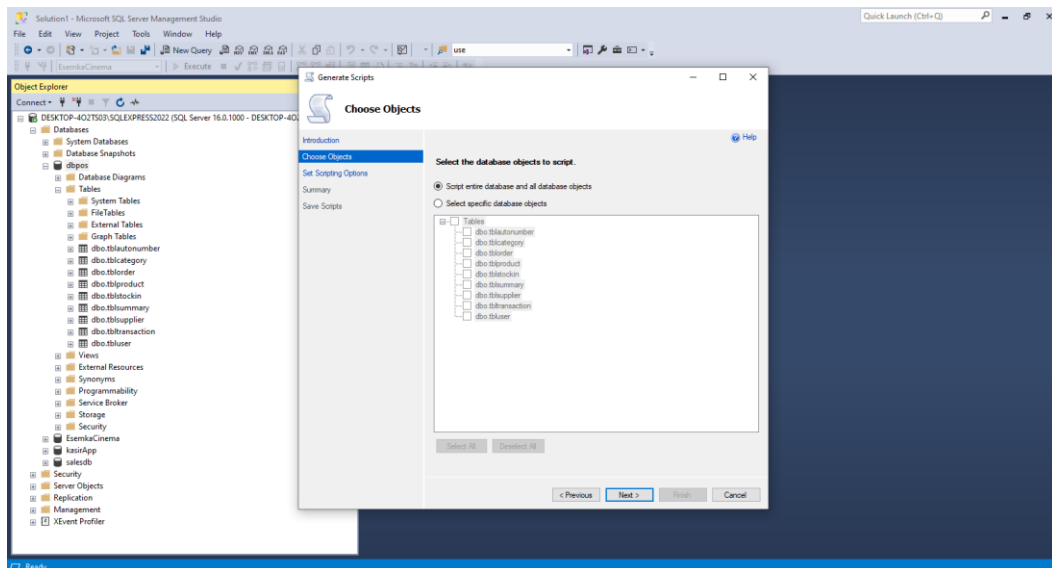 Solution1 - Microsoft SQL Server Management Studio
Quick Launch (Ctrl+Q)
File Edit View Project Tools Window Help
New Query
use
EsemkaCinema
Execute
Object Explorer
Connect
DESKTOP-4O2TS03\SQLEXPRESS2022 (SQL Server 16.0.1000 - DESKTOP-4O2
Databases
System Databases
Database Snapshots
dbpos
Database Diagrams
Tables
System Tables
FileTables
External Tables
Graph Tables
dbo.tblautonumber
dbo.tblcategory
dbo.tblorder
dbo.tblproduct
dbo.tblstockin
dbo.tblsummary
dbo.tblsupplier
dbo.tbltransaction
dbo.tbluser
Views
External Resources
Synonyms
Programmability
Service Broker
Storage
Security
EsemkaCinema
kasirApp
salesdb
Security
Server Objects
Replication
Management
XEvent Profiler
Generate Scripts
Choose Objects
Introduction
Choose Objects
Set Scripting Options
Summary
Save Scripts
Help
Select the database objects to script.
Script entire database and all database objects
Select specific database objects
Tables
dbo.tblautonumber
dbo.tblcategory
dbo.tblorder
dbo.tblproduct
dbo.tblstockin
dbo.tblsummary
dbo.tblsupplier
dbo.tbltransaction
dbo.tbluser
Select All Deselect All
< Previous Next > Finish Cancel
Ready